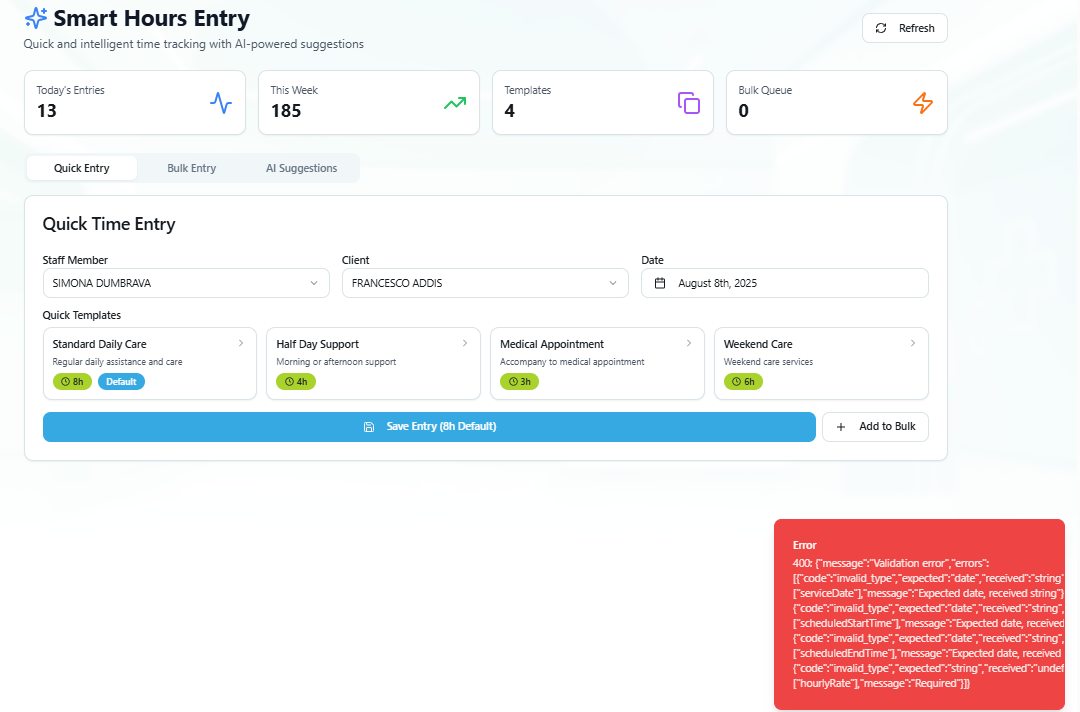 Smart Hours Entry
Quick and intelligent time tracking with AI-powered suggestions
Refresh
Today's Entries
13
This Week
185
Templates
4
Bulk Queue
0
Quick Entry
Bulk Entry
AI Suggestions
Quick Time Entry
Staff Member
SIMONA DUMBRAVA
Client
FRANCESCO ADDIS
Date
August 8th, 2025
Quick Templates
Standard Daily Care
Regular daily assistance and care
8h Default
Half Day Support
Morning or afternoon support
4h
Medical Appointment
Accompany to medical appointment
3h
Weekend Care
Weekend care services
6h
Save Entry (8h Default)
Add to Bulk
Error
400: {"message":"Validation error","errors":
[{"code":"invalid_type","expected":"date","received":"string"
["serviceDate"],"message":"Expected date, received string"}
{"code":"invalid_type","expected":"date","received":"string",
["scheduledStartTime"],"message":"Expected date, received
{"code":"invalid_type","expected":"date","received":"string",
["scheduledEndTime"],"message":"Expected date, received
{"code":"invalid_type","expected":"string","received":"undef
["hourlyRate"],"message":"Required"}]}